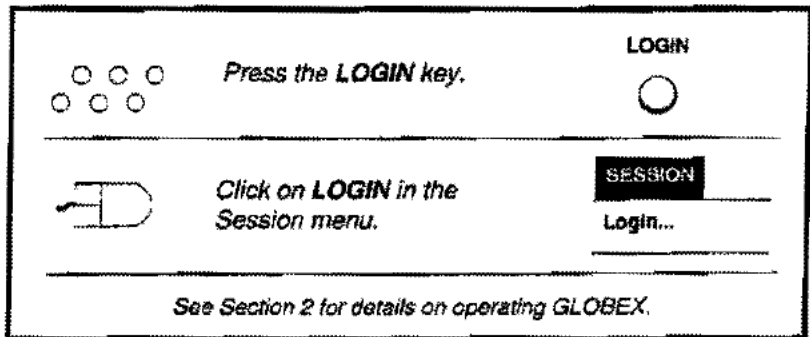 LOGIN
Press the LOGIN key.
SESSION
Click on LOGIN in the
Session menu.
Login...
See Section 2 for details on operating GLOBEX.